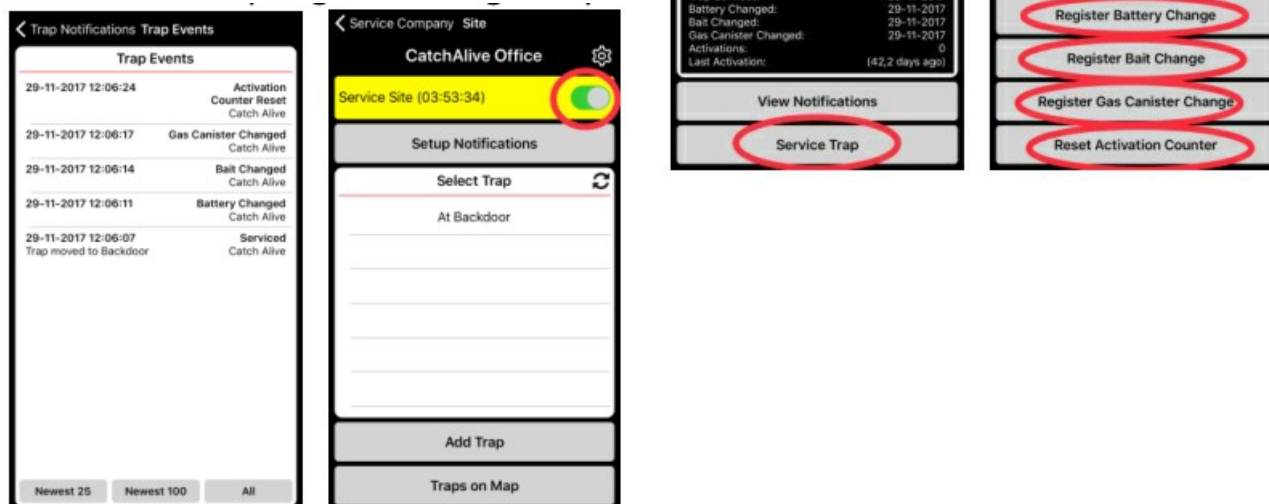 Trap Notifications Trap Events
Trap Events
29-11-2017 12:06:24 Activation
Counter Reset
Catch Alive
29-11-2017 12:06:17 Gas Canister Changed
Catch Alive
29-11-2017 12:06:14 Bait Changed
Catch Alive
29-11-2017 12:06:11 Battery Changed
Catch Alive
29-11-2017 12:06:07 Serviced
Trap moved to Backdoor Catch Alive
Newest 25 Newest 100 All
Service Company Site
CatchAlive Office
Service Site (03:53:34)
Setup Notifications
Select Trap
At Backdoor
Add Trap
Traps on Map
Battery Changed: 29-11-2017
Bait Changed: 29-11-2017
Gas Canister Changed: 29-11-2017
Activations: 0
Last Activation: (42,2 days ago)
View Notifications
Service Trap
Register Battery Change
Register Bait Change
Register Gas Canister Change
Reset Activation Counter